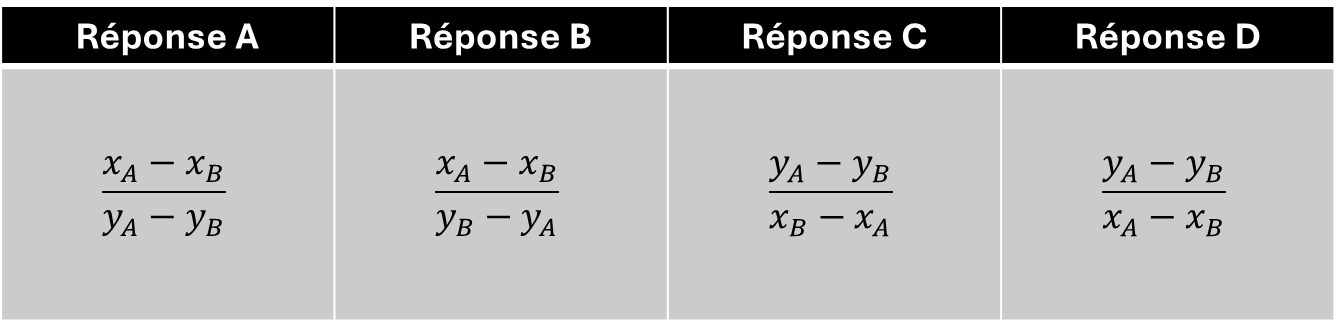 Réponse A Réponse B Réponse C Réponse D
x_A − x_B x_A − x_B y_A − y_B y_A − y_B
y_A − y_B y_B − y_A x_B − x_A x_A − x_B